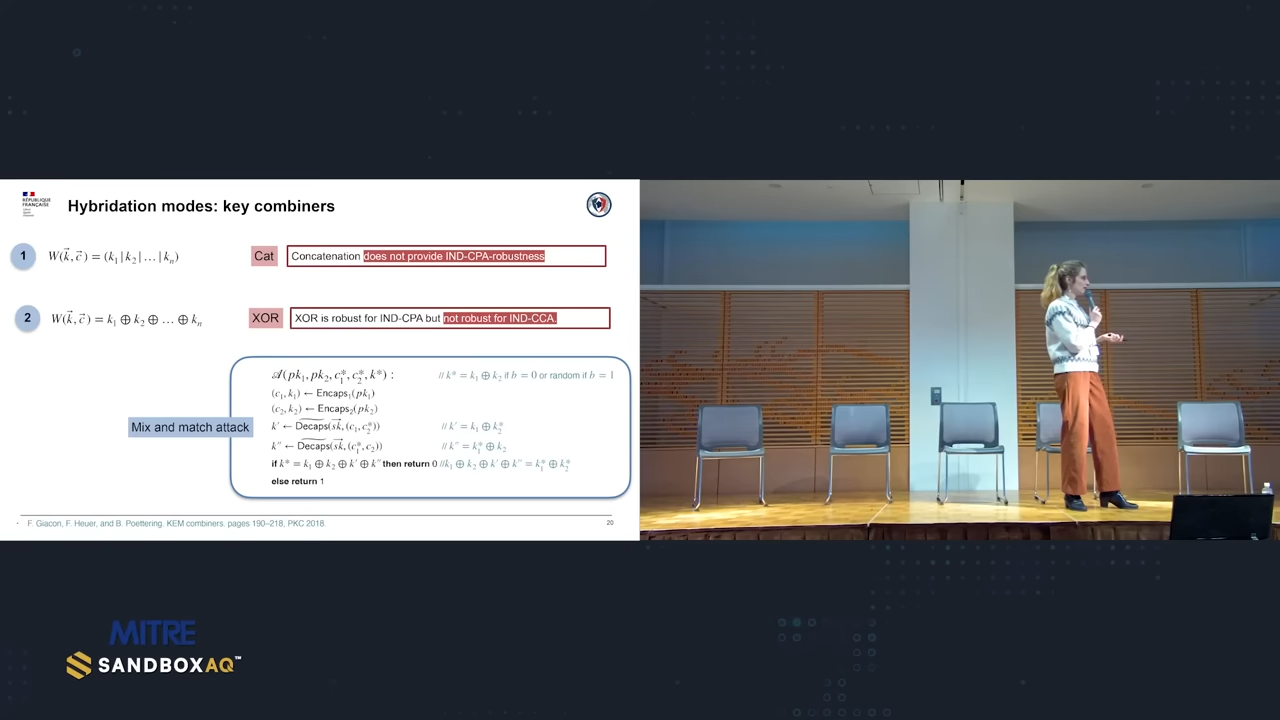 RÉPUBLIQUE
FRANÇAISE
Hybridation modes: key combiners
1
W(k⃗, c⃗) = (k₁ | k₂ | … | kₙ)
Cat
Concatenation does not provide IND-CPA-robustness
2
W(k⃗, c⃗) = k₁ ⊕ k₂ ⊕ … ⊕ kₙ
XOR
XOR is robust for IND-CPA but not robust for IND-CCA.
Mix and match attack
𝒜(pk₁, pk₂, c₁*, c₂*, k*) : // k* = k₁ ⊕ k₂ if b = 0 or random if b = 1
(c₁, k₁) ← Encaps₁(pk₁)
(c₂, k₂) ← Encaps₂(pk₂)
k′ ← Decaps(sk⃗, (c₁, c₂*)) // k′ = k₁ ⊕ k₂*
k′′ ← Decaps(sk⃗, (c₁*, c₂)) // k′′ = k₁* ⊕ k₂
if k* = k₁ ⊕ k₂ ⊕ k′ ⊕ k′′ then return 0 //k₁ ⊕ k₂ ⊕ k′ ⊕ k′′ = k₁* ⊕ k₂*
else return 1
• F. Giacon, F. Heuer, and B. Poettering. KEM combiners. pages 190–218, PKC 2018.
20
MITRE
SANDBOXAQ™